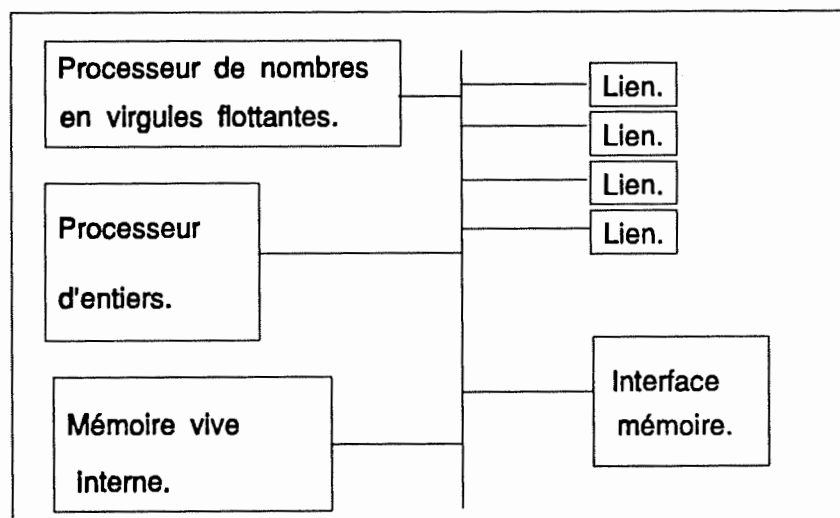 Processeur de nombres
en virgules flottantes.
Processeur
d'entiers.
Mémoire vive
interne.
Lien.
Lien.
Lien.
Lien.
Interface
mémoire.